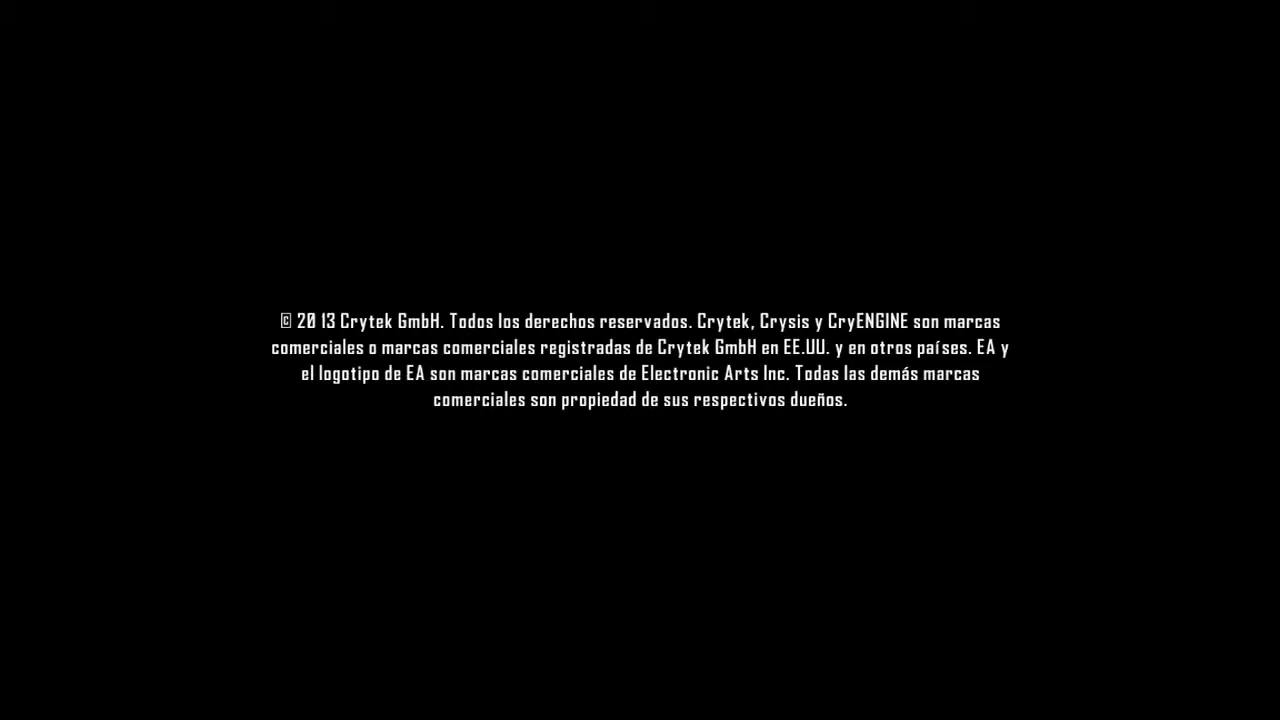 © 2013 Crytek GmbH. Todos los derechos reservados. Crytek, Crysis y CryENGINE son marcas
comerciales o marcas comerciales registradas de Crytek GmbH en EE.UU. y en otros países. EA y
el logotipo de EA son marcas comerciales de Electronic Arts Inc. Todas las demás marcas
comerciales son propiedad de sus respectivos dueños.